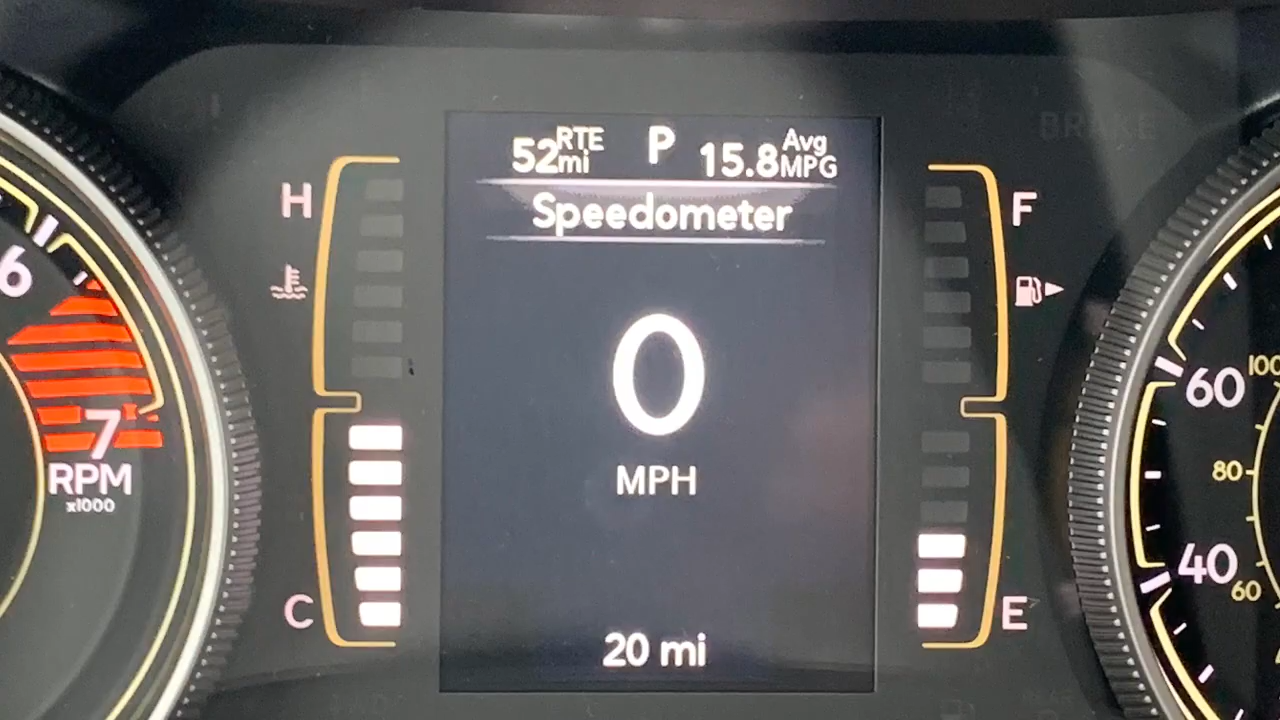 52 mi RTE P 15.8 Avg MPG
Speedometer
0
MPH
20 mi
H
C
F
E
BRAKE
6
7
RPM
x1000
60
40
100
80
60